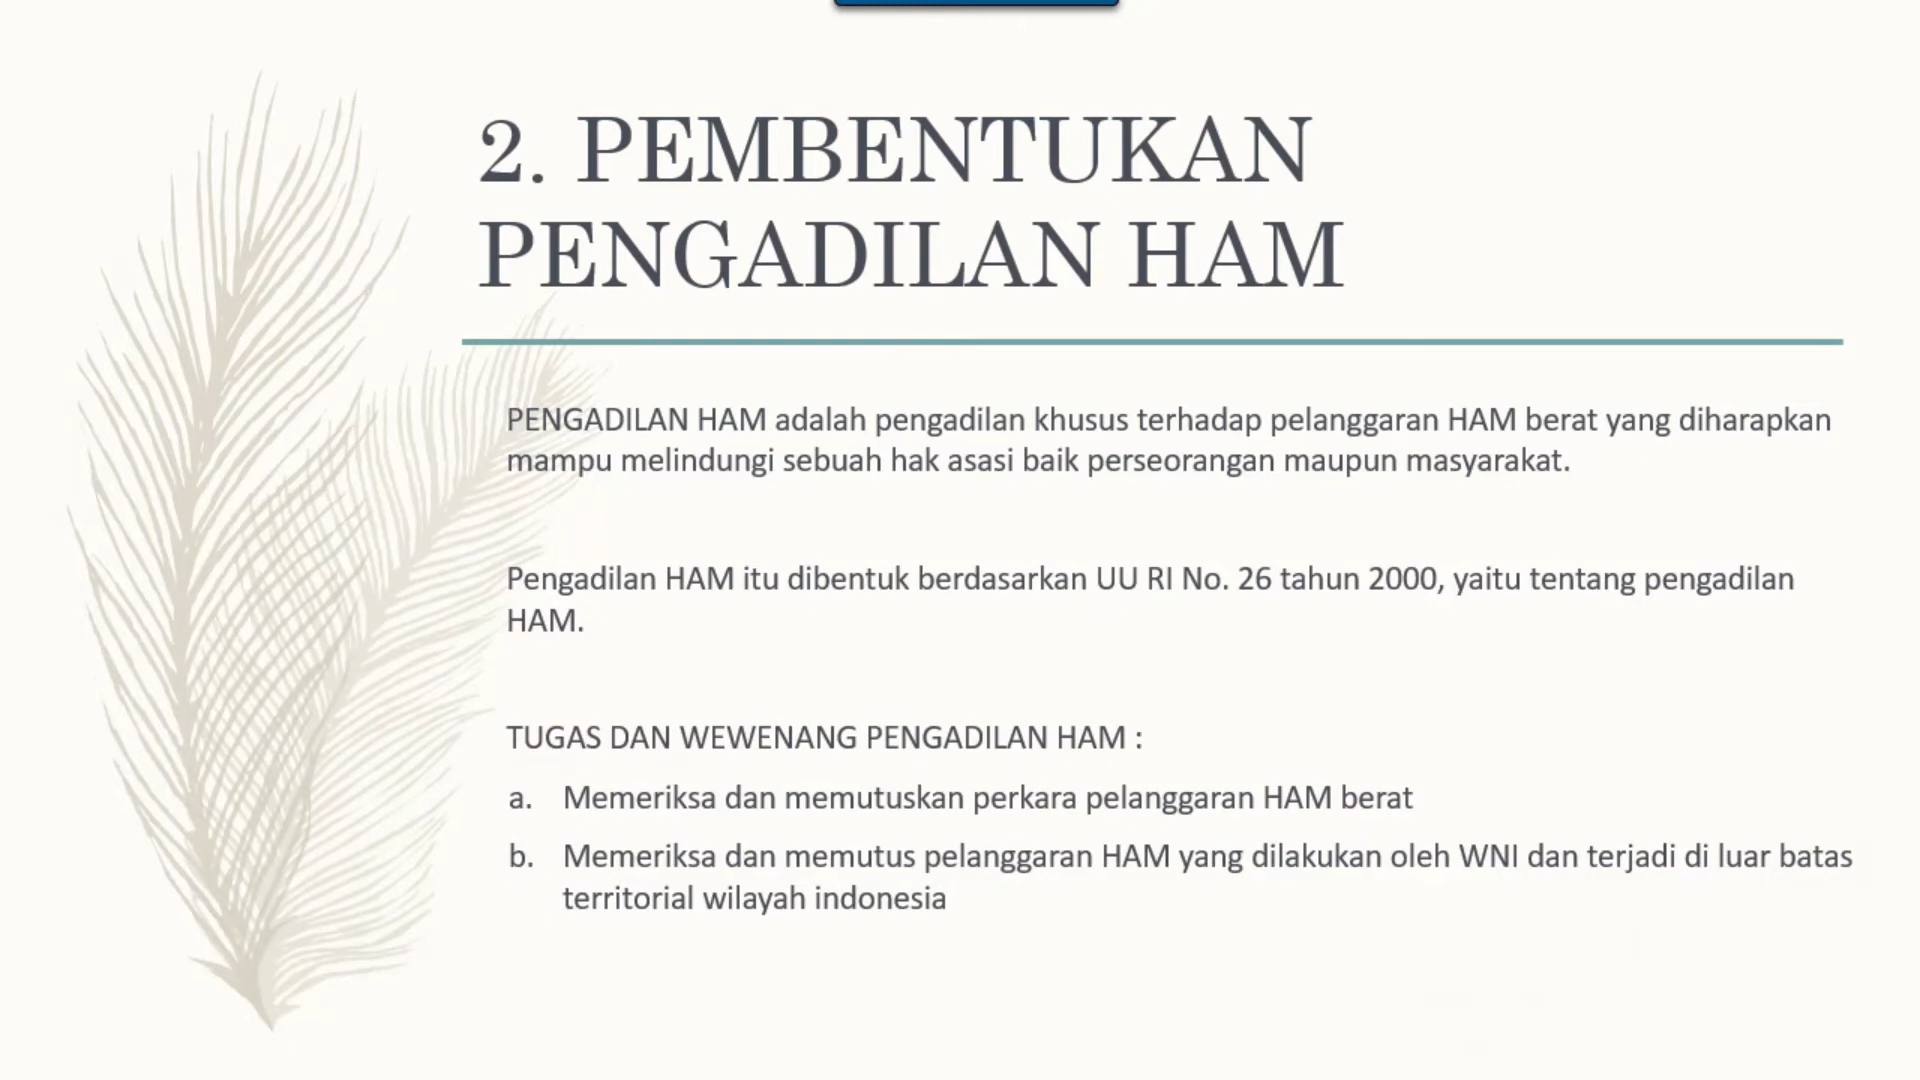 2. PEMBENTUKAN
PENGADILAN HAM
PENGADILAN HAM adalah pengadilan khusus terhadap pelanggaran HAM berat yang diharapkan
mampu melindungi sebuah hak asasi baik perseorangan maupun masyarakat.
Pengadilan HAM itu dibentuk berdasarkan UU RI No. 26 tahun 2000, yaitu tentang pengadilan
HAM.
TUGAS DAN WEWENANG PENGADILAN HAM :
a. Memeriksa dan memutuskan perkara pelanggaran HAM berat
b. Memeriksa dan memutus pelanggaran HAM yang dilakukan oleh WNI dan terjadi di luar batas
territorial wilayah indonesia